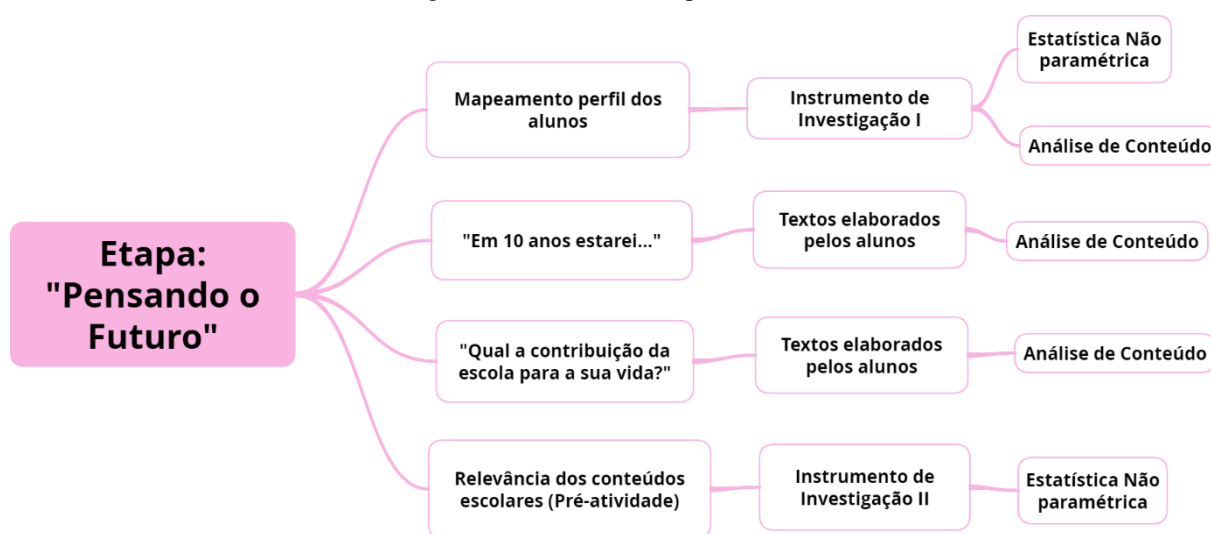 Etapa:
"Pensando o
Futuro"
Mapeamento perfil dos
alunos
Instrumento de
Investigação I
Estatística Não
paramétrica
Análise de Conteúdo
"Em 10 anos estarei..."
Textos elaborados
pelos alunos
Análise de Conteúdo
"Qual a contribuição da
escola para a sua vida?"
Textos elaborados
pelos alunos
Análise de Conteúdo
Relevância dos conteúdos
escolares (Pré-atividade)
Instrumento de
Investigação II
Estatística Não
paramétrica